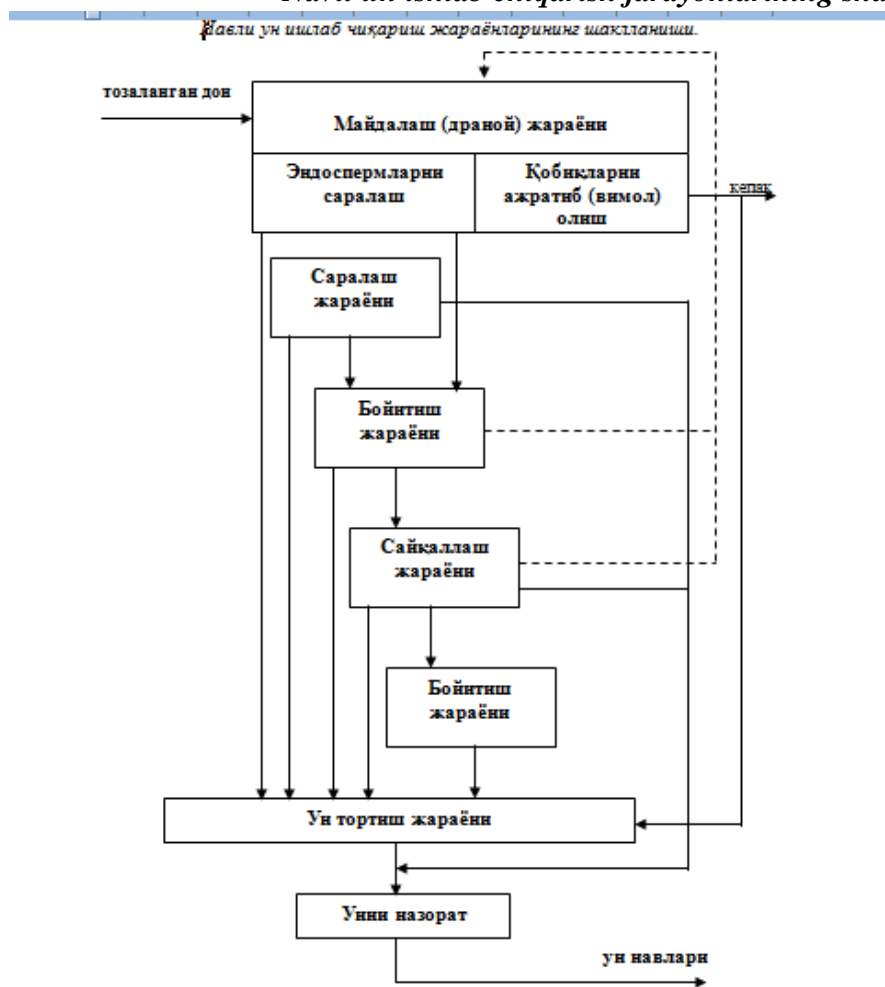 Навли ун ишлаб чиқариш жараёнларининг шаклланиши.
тозаланган дон
Майдалаш (драной) жараёни
Эндоспермларни
саралаш
Қобиқларни
ажратиб (вимол)
олиш
кепак
Саралаш
жараёни
Бойитиш
жараёни
Сайқаллаш
жараёни
Бойитиш
жараёни
Ун тортиш жараёни
Унни назорат
ун навлари